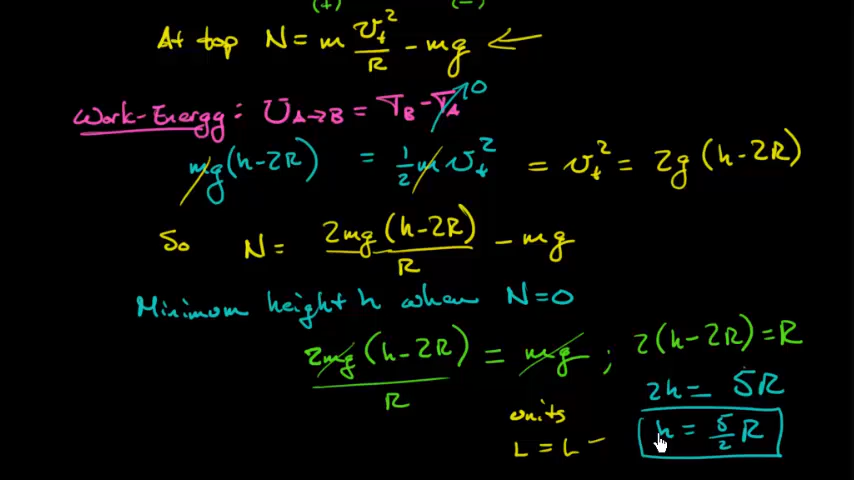 (+) (−)
At top N = m v_t²/R − mg ←
Work-Energy: U_A→B = T_B − T_A 0
mg(h−2R) = 1/2 m v_t² = v_t² = 2g(h−2R)
So N = 2mg(h−2R)/R − mg
Minimum height h when N=0
2mg(h−2R)/R = mg ; 2(h−2R)=R
2h = 5R
units
L = L − h = 5/2 R